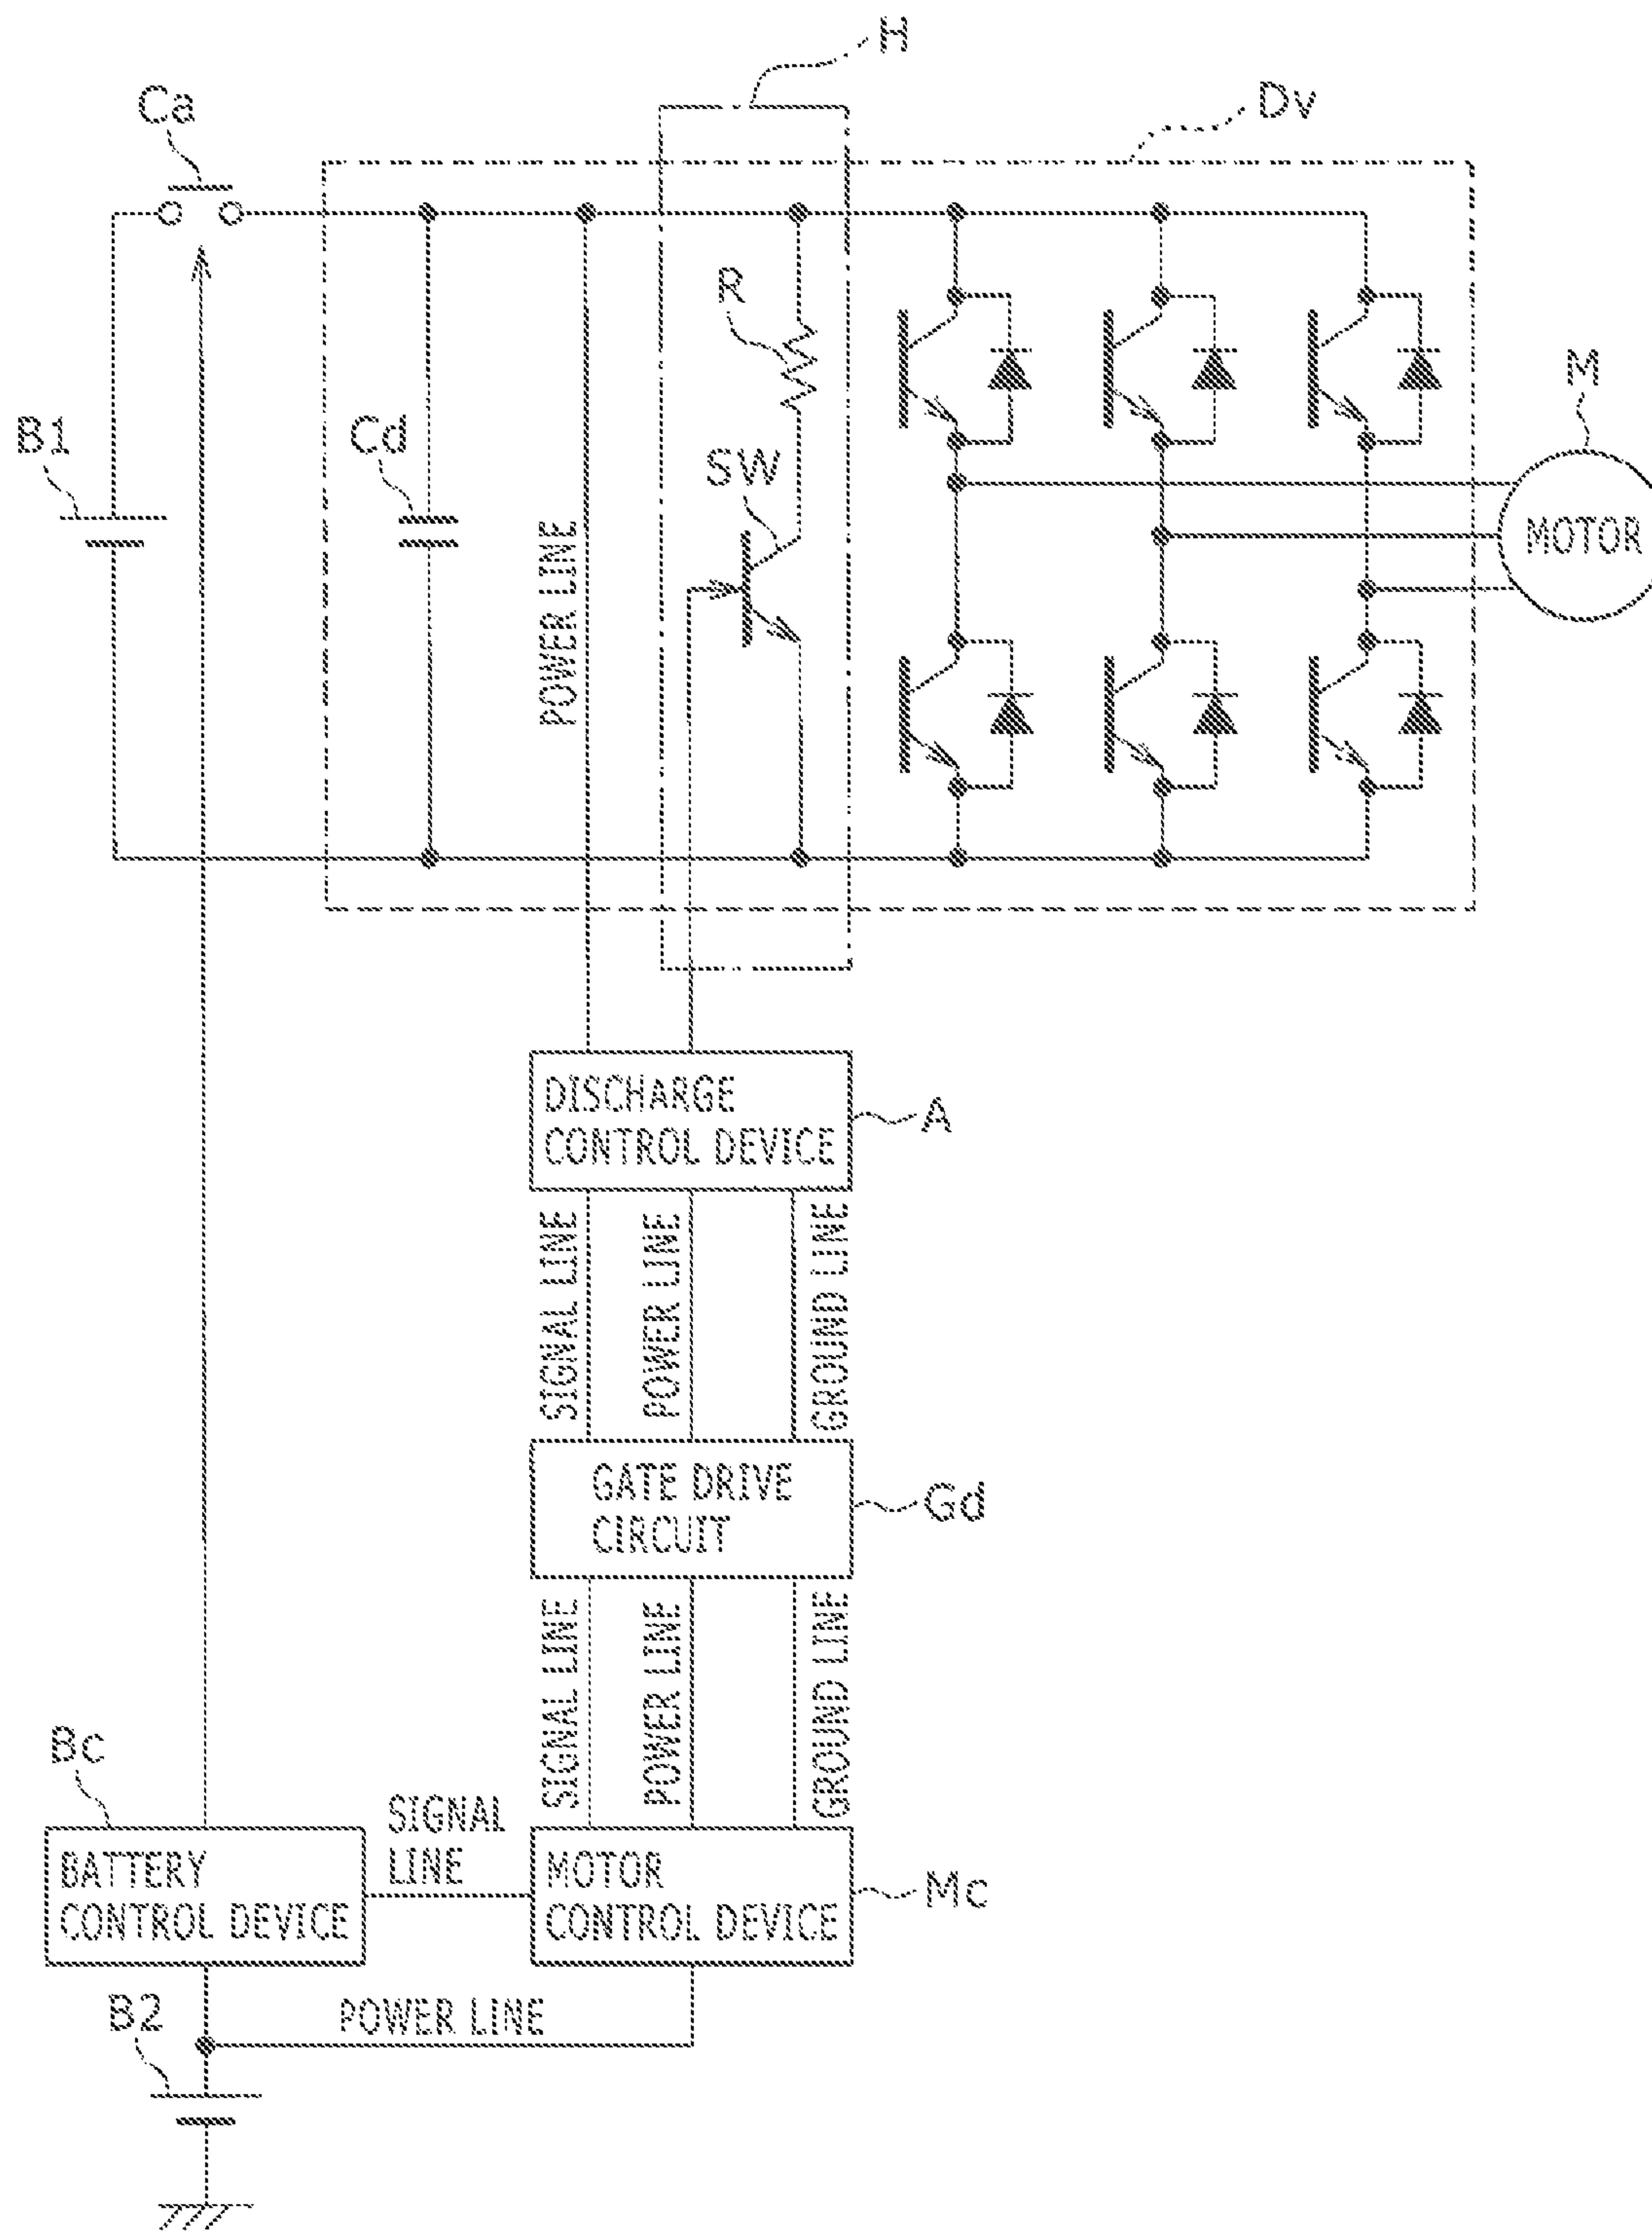 H
Ca
Dv
R
M
B1
Cd
SW
MOTOR
POWER LINE
DISCHARGE
CONTROL DEVICE
A
SIGNAL LINE
POWER LINE
GROUND LINE
GATE DRIVE
CIRCUIT
Gd
SIGNAL LINE
POWER LINE
GROUND LINE
Bc
SIGNAL
LINE
BATTERY
CONTROL DEVICE
MOTOR
CONTROL DEVICE
Mc
B2
POWER LINE